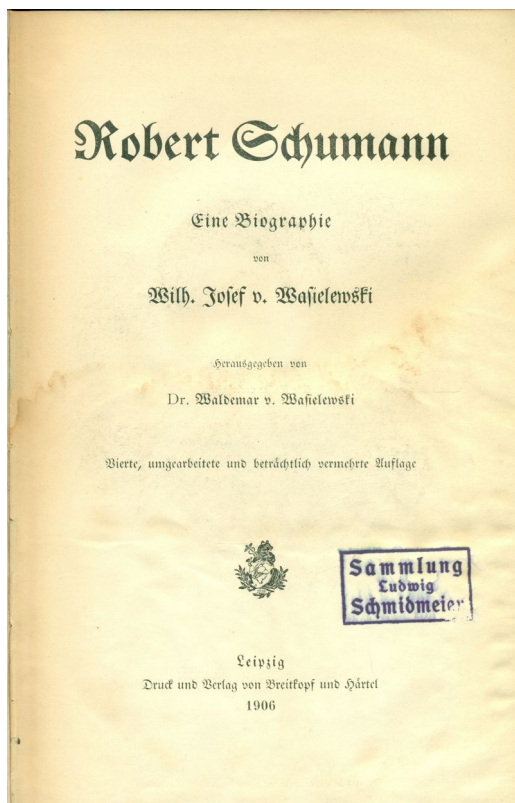 Robert Schumann
Eine Biographie
von
Wilh. Josef v. Wasielewski
Herausgegeben von
Dr. Waldemar v. Wasielewski
Vierte, umgearbeitete und beträchtlich vermehrte Auflage
Sammlung
Ludwig
Schmidmeier
Leipzig
Druck und Verlag von Breitkopf und Härtel
1906